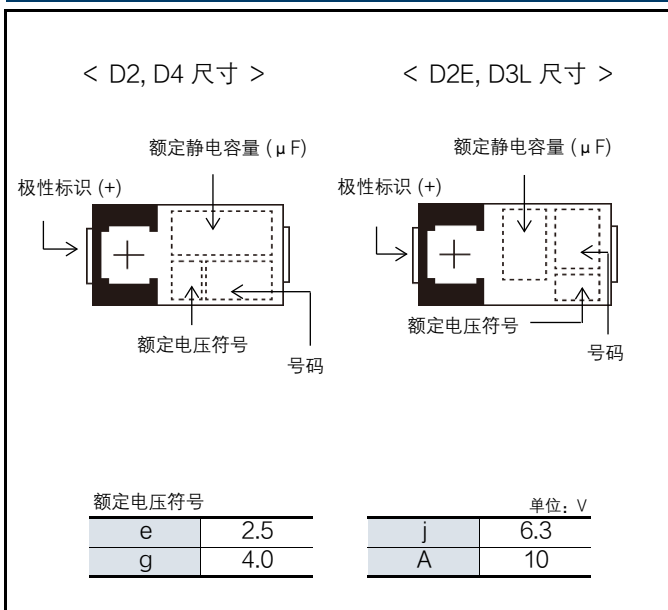 < D2, D4 尺寸 >
< D2E, D3L 尺寸 >
额定静电容量 (μF)
额定静电容量 (μF)
极性标识 (+)
极性标识 (+)
额定电压符号
号码
额定电压符号
号码
额定电压符号
单位：V
e 2.5 j 6.3
g 4.0 A 10